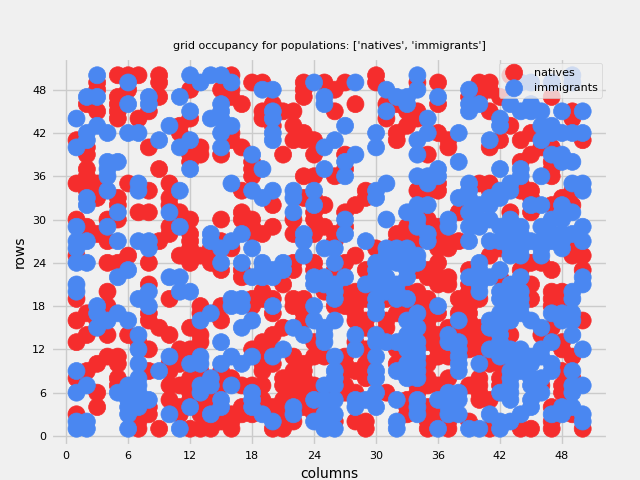 grid occupancy for populations: ['natives', 'immigrants']
natives
immigrants
48
42
36
30
24
18
12
6
0
rows
0 6 12 18 24 30 36 42 48
columns